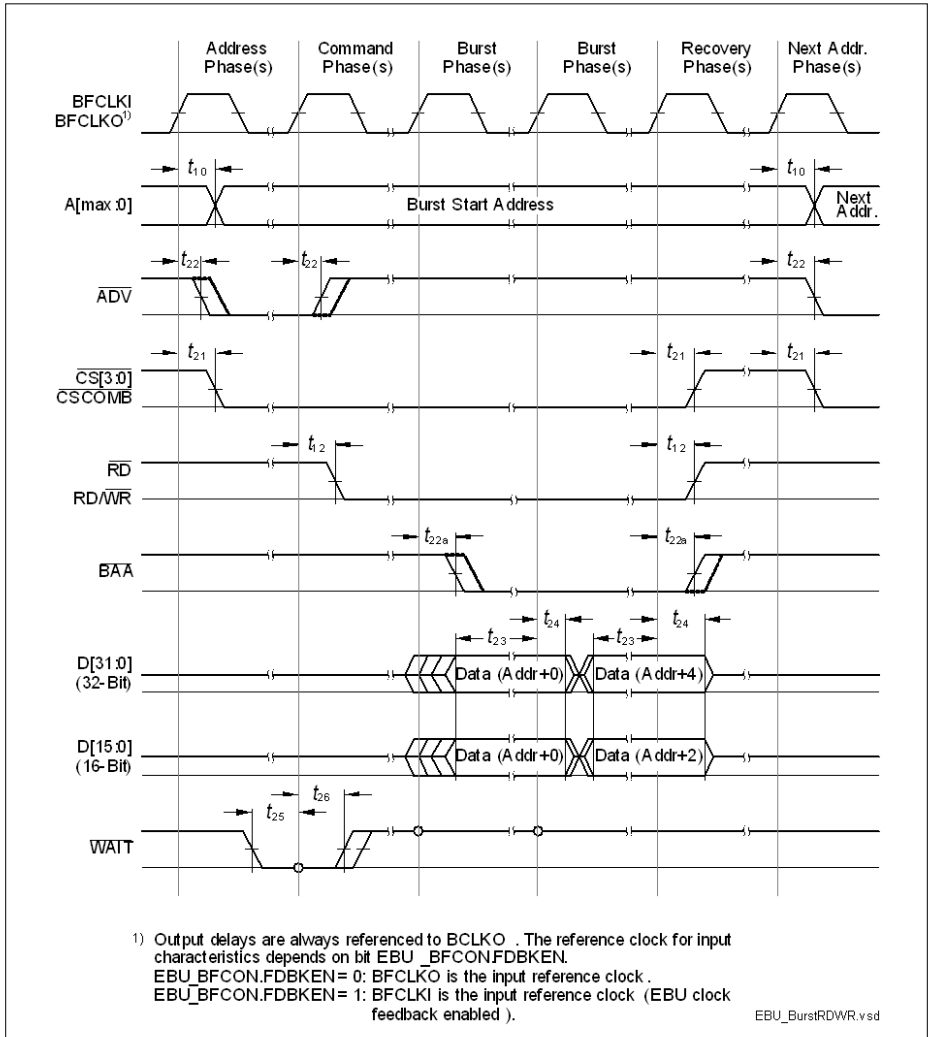 Address Phase(s)
Command Phase(s)
Burst Phase(s)
Burst Phase(s)
Recovery Phase(s)
Next Addr. Phase(s)
BFCLKI
BFCLKO1)
t10
t10
A[max:0]
Burst Start Address
Next Addr.
t22
t22
t22
ADV
t21
t21
t21
CS[3:0]
CSCOMB
t12
t12
RD
RD/WR
t22a
t22a
BAA
t24
t24
t23
t23
D[31:0]
(32-Bit)
Data (Addr+0)
Data (Addr+4)
D[15:0]
(16-Bit)
Data (Addr+0)
Data (Addr+2)
t26
t25
WAIT
1) Output delays are always referenced to BCLKO . The reference clock for input
characteristics depends on bit EBU _BFCON.FDBKEN.
EBU_BFCON.FDBKEN = 0: BFCLKO is the input reference clock .
EBU_BFCON.FDBKEN = 1: BFCLKI is the input reference clock (EBU clock
feedback enabled ).
EBU_BurstRDWR.vsd